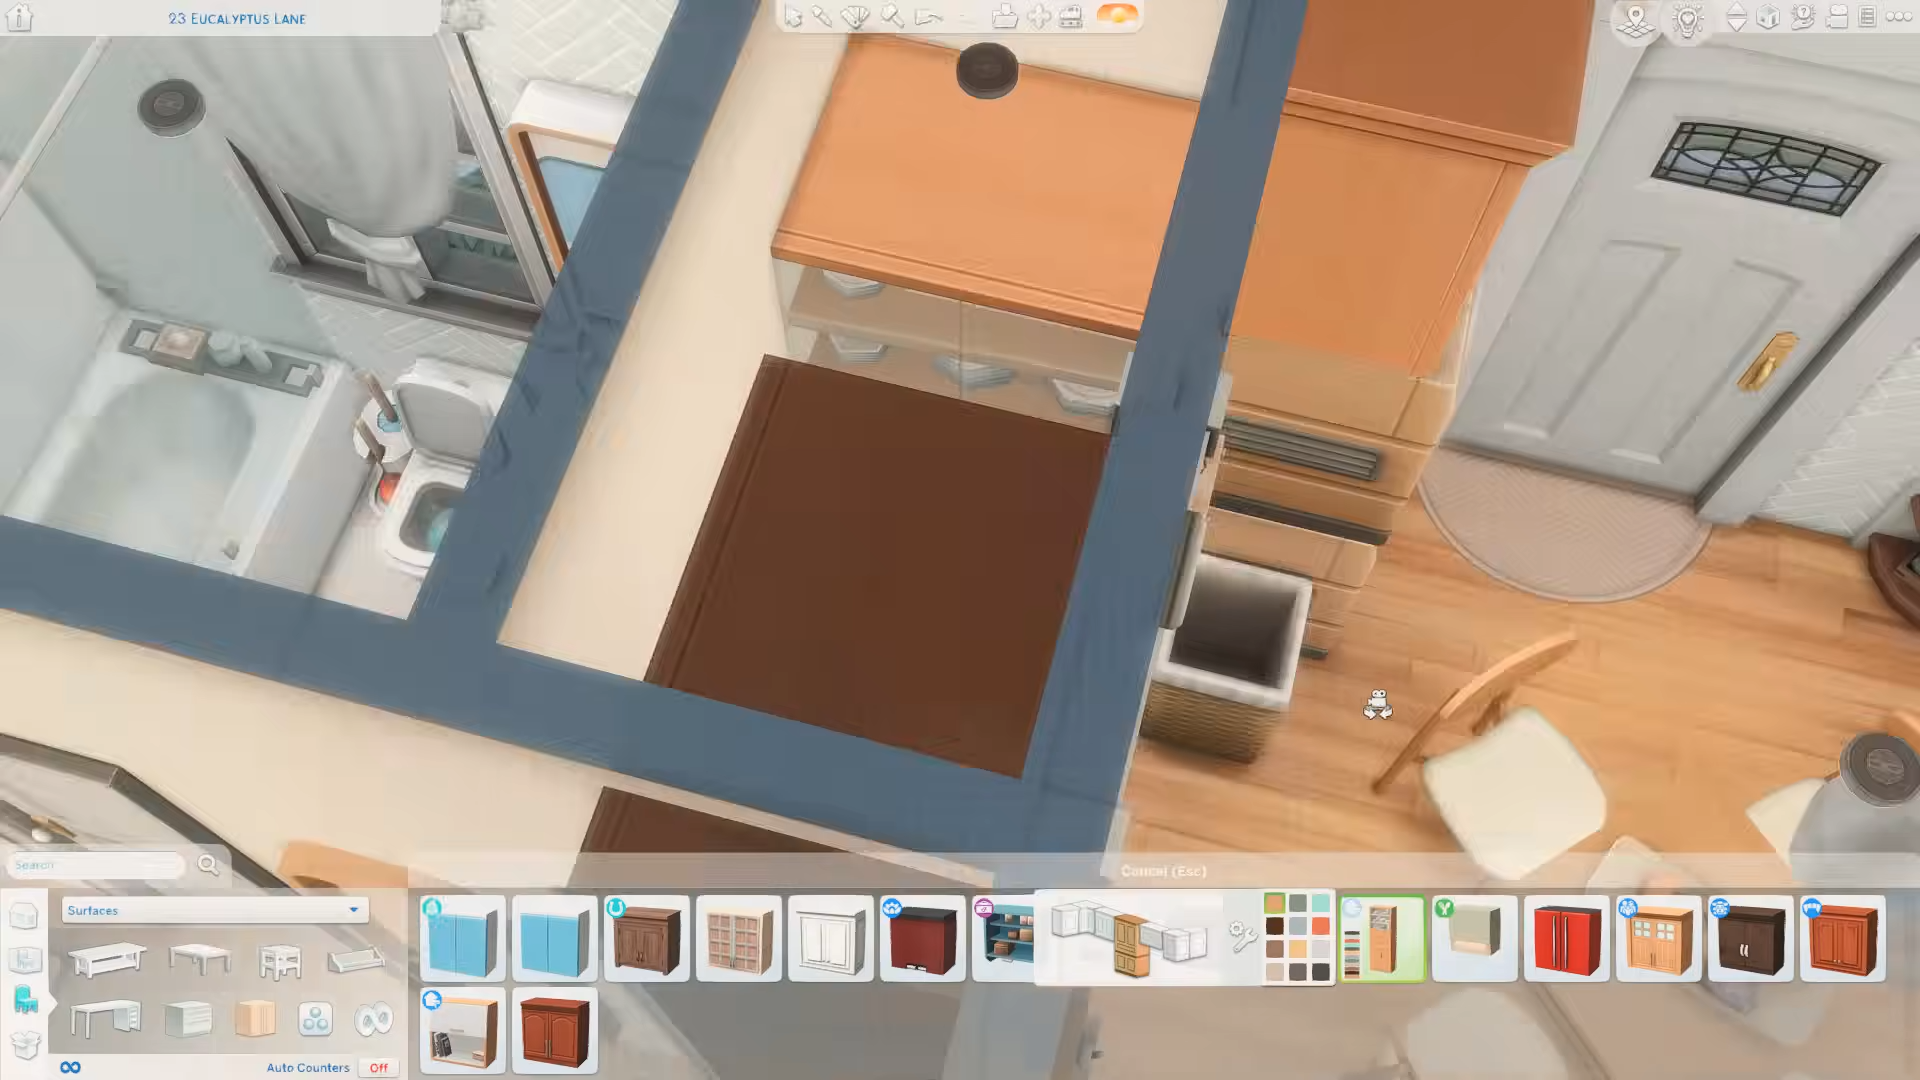 23 EUCALYPTUS LANE
Cancel (Esc)
Search
Surfaces
Auto Counters
Off